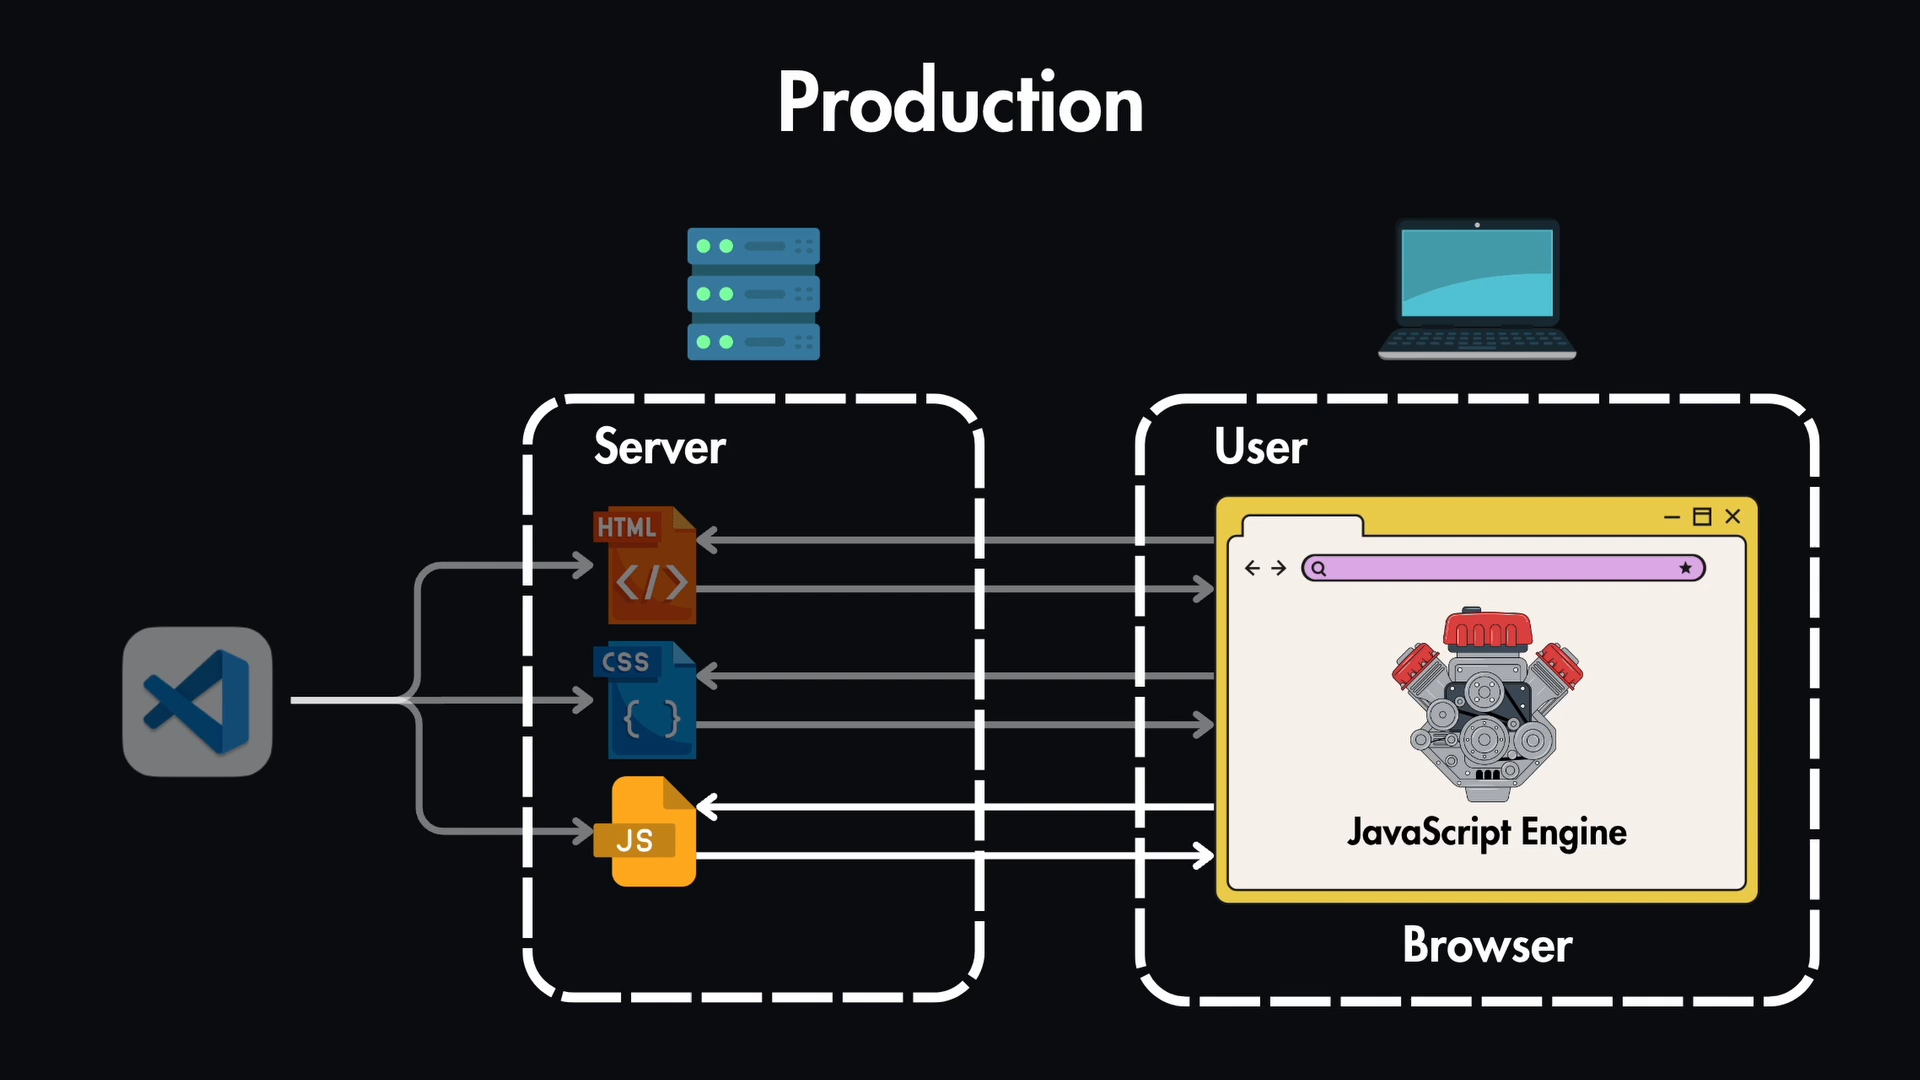 Production
Server
User
HTML
</>
CSS
{ }
JS
JavaScript Engine
Browser